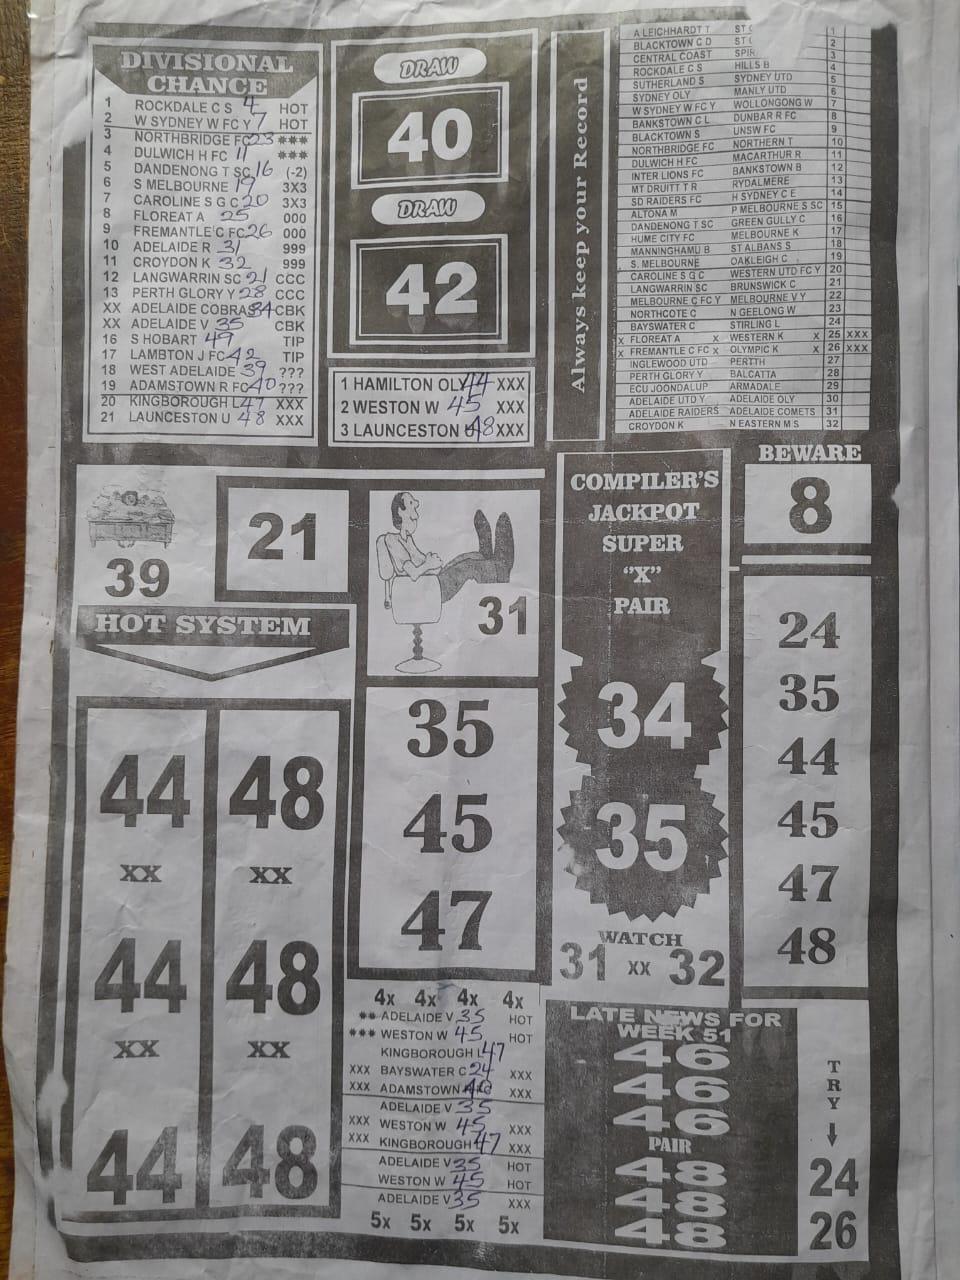 DIVISIONAL
CHANCE
1 ROCKDALE C S 4 HOT
2 W SYDNEY W FC Y 7 HOT
3 NORTHBRIDGE FC 23 ***
4 DULWICH H FC 11 ***
5 DANDENONG T SC 16 (-2)
6 S MELBOURNE 19 3X3
7 CAROLINE S G C 20 3X3
8 FLOREAT A 25 000
9 FREMANTLE C FC 26 000
10 ADELAIDE R 31 999
11 CROYDON K 32 999
12 LANGWARRIN SC 21 CCC
13 PERTH GLORY Y 28 CCC
XX ADELAIDE COBRAS 34 CBK
XX ADELAIDE V 35 CBK
16 S HOBART 49 TIP
17 LAMBTON J FC 42 TIP
18 WEST ADELAIDE 39 ???
19 ADAMSTOWN R FC 40 ???
20 KINGBOROUGH L 47 XXX
21 LAUNCESTON U 48 XXX
DRAW
40
DRAW
42
1 HAMILTON OLY 44 XXX
2 WESTON W 45 XXX
3 LAUNCESTON U 48 XXX
Always keep your Record
A LEICHHARDT T ST 1
BLACKTOWN C D ST 2
CENTRAL COAST SPIR 3
ROCKDALE C S HILLS B 4
SUTHERLAND S SYDNEY UTD 5
SYDNEY OLY MANLY UTD 6
W SYDNEY W FC Y WOLLONGONG W 7
BANKSTOWN C L DUNBAR R FC 8
BLACKTOWN S UNSW FC 9
NORTHBRIDGE FC NORTHERN T 10
DULWICH H FC MACARTHUR R 11
INTER LIONS FC BANKSTOWN B 12
MT DRUITT T R RYDALMERE 13
SD RAIDERS FC H SYDNEY C E 14
ALTONA M P MELBOURNE S SC 15
DANDENONG T SC GREEN GULLY C 16
HUME CITY FC MELBOURNE K 17
MANNINGHAMU B ST ALBANS S 18
S. MELBOURNE OAKLEIGH C 19
CAROLINE S G C WESTERN UTD FC Y 20
LANGWARRIN SC BRUNSWICK C 21
MELBOURNE C FC Y MELBOURNE V Y 22
NORTHCOTE C N GEELONG W 23
BAYSWATER C STIRLING L 24
X FLOREAT A X WESTERN K X 25 XXX
X FREMANTLE C FC X OLYMPIC K X 26 XXX
INGLEWOOD UTD PERTH 27
PERTH GLORY Y BALCATTA 28
ECU JOONDALUP ARMADALE 29
ADELAIDE UTD Y ADELAIDE OLY 30
ADELAIDE RAIDERS ADELAIDE COMETS 31
CROYDON K N EASTERN M S 32
39
21
HOT SYSTEM
44 48
XX XX
44 48
XX XX
44 48
31
35
45
47
4x 4x 4x 4x
** ADELAIDE V 35 HOT
*** WESTON W 45 HOT
KINGBOROUGH L 47
XXX BAYSWATER C 24 XXX
XXX ADAMSTOWN 40 XXX
ADELAIDE V 35
XXX WESTON W 45 XXX
XXX KINGBOROUGH 47 XXX
ADELAIDE V 35 HOT
WESTON W 45 HOT
ADELAIDE V 35 XXX
5x 5x 5x 5x
COMPILER'S
JACKPOT
SUPER
"X"
PAIR
34
35
WATCH
31 XX 32
BEWARE
8
24
35
44
45
47
48
LATE NEWS FOR
WEEK 51
46
46
46
PAIR
48
48
48
TRY
24
26